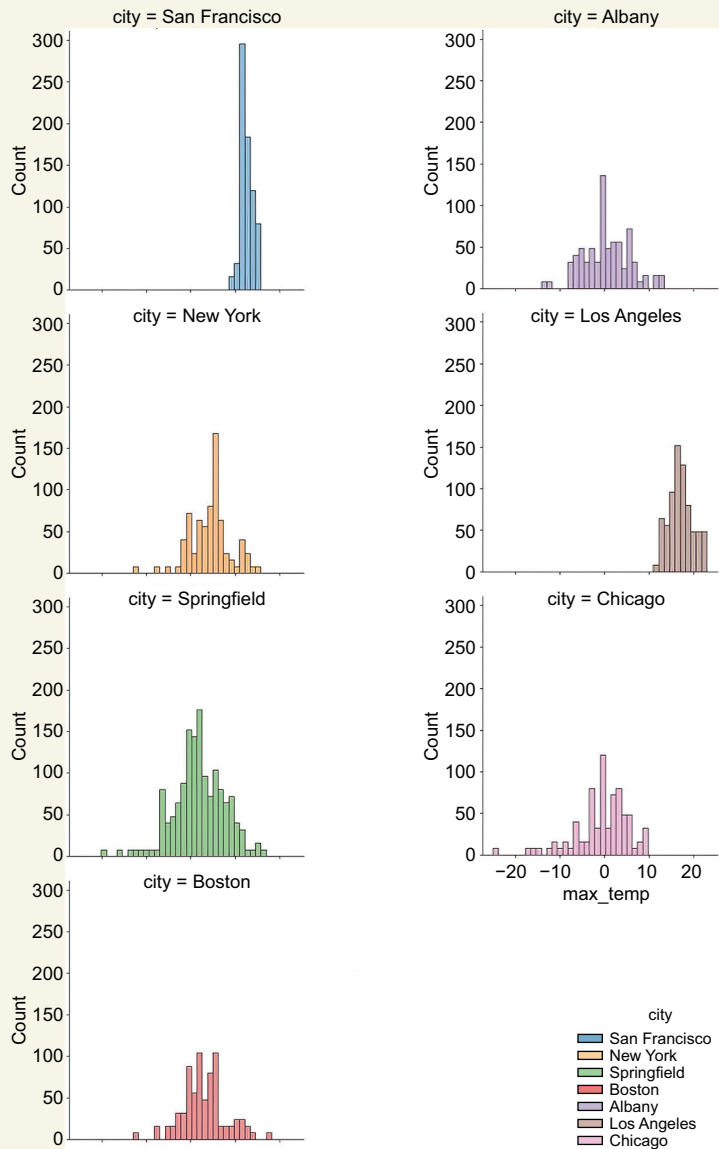 city = San Francisco
300
250
200
150
100
50
0
Count
city = Albany
300
250
200
150
100
50
0
Count
city = New York
300
250
200
150
100
50
0
Count
city = Los Angeles
300
250
200
150
100
50
0
Count
city = Springfield
300
250
200
150
100
50
0
Count
city = Chicago
300
250
200
150
100
50
0
Count
−20 −10 0 10 20
max_temp
city = Boston
300
250
200
150
100
50
0
Count
city
San Francisco
New York
Springfield
Boston
Albany
Los Angeles
Chicago